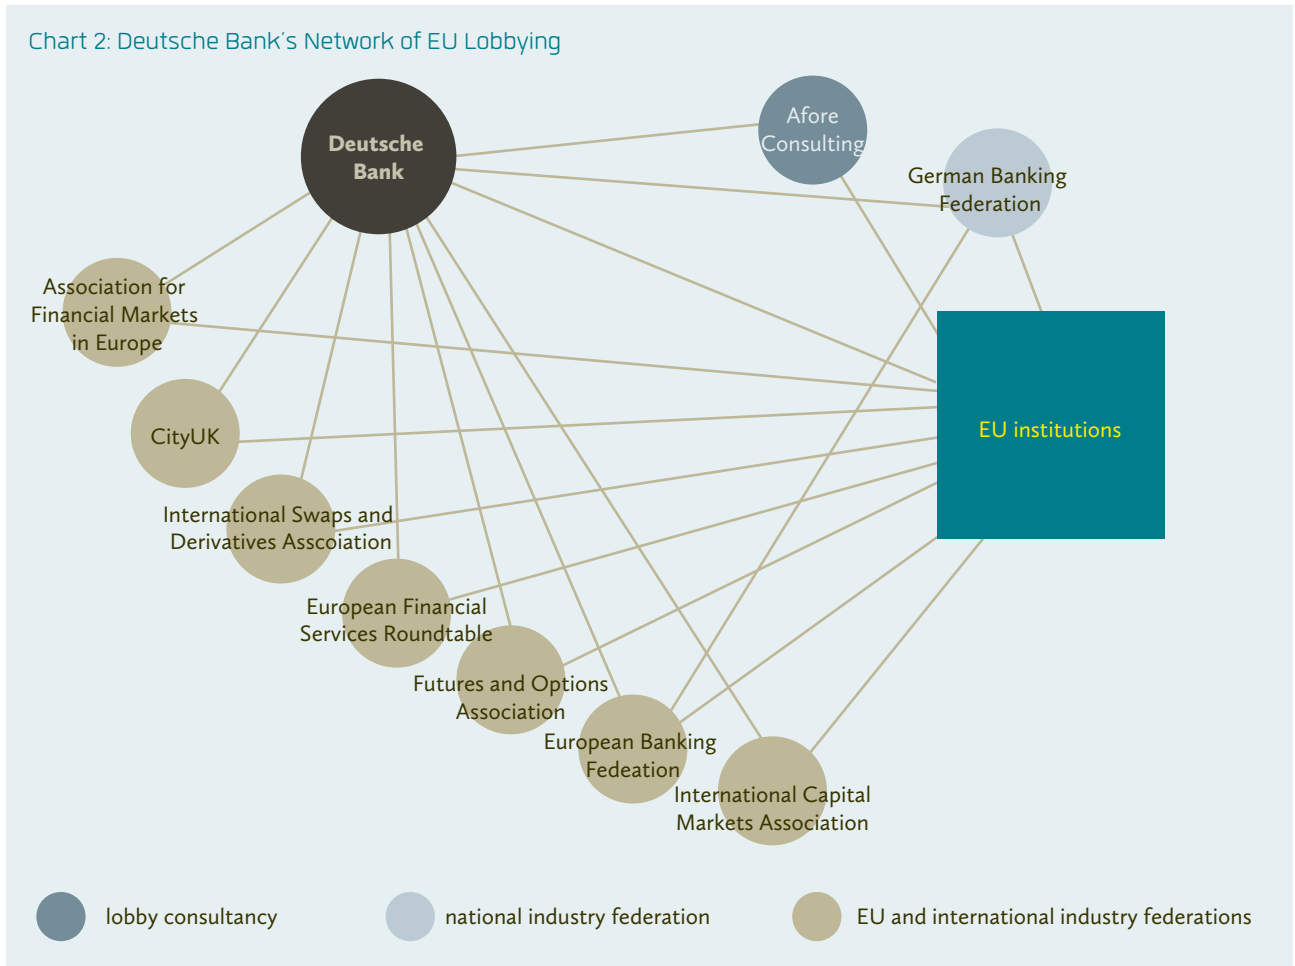 Chart 2: Deutsche Bank's Network of EU Lobbying
Deutsche
Bank
Afore
Consulting
German Banking
Federation
Association for
Financial Markets
in Europe
CityUK
EU institutions
International Swaps and
Derivatives Asscoiation
European Financial
Services Roundtable
Futures and Options
Association
European Banking
Fedeation
International Capital
Markets Association
lobby consultancy
national industry federation
EU and international industry federations